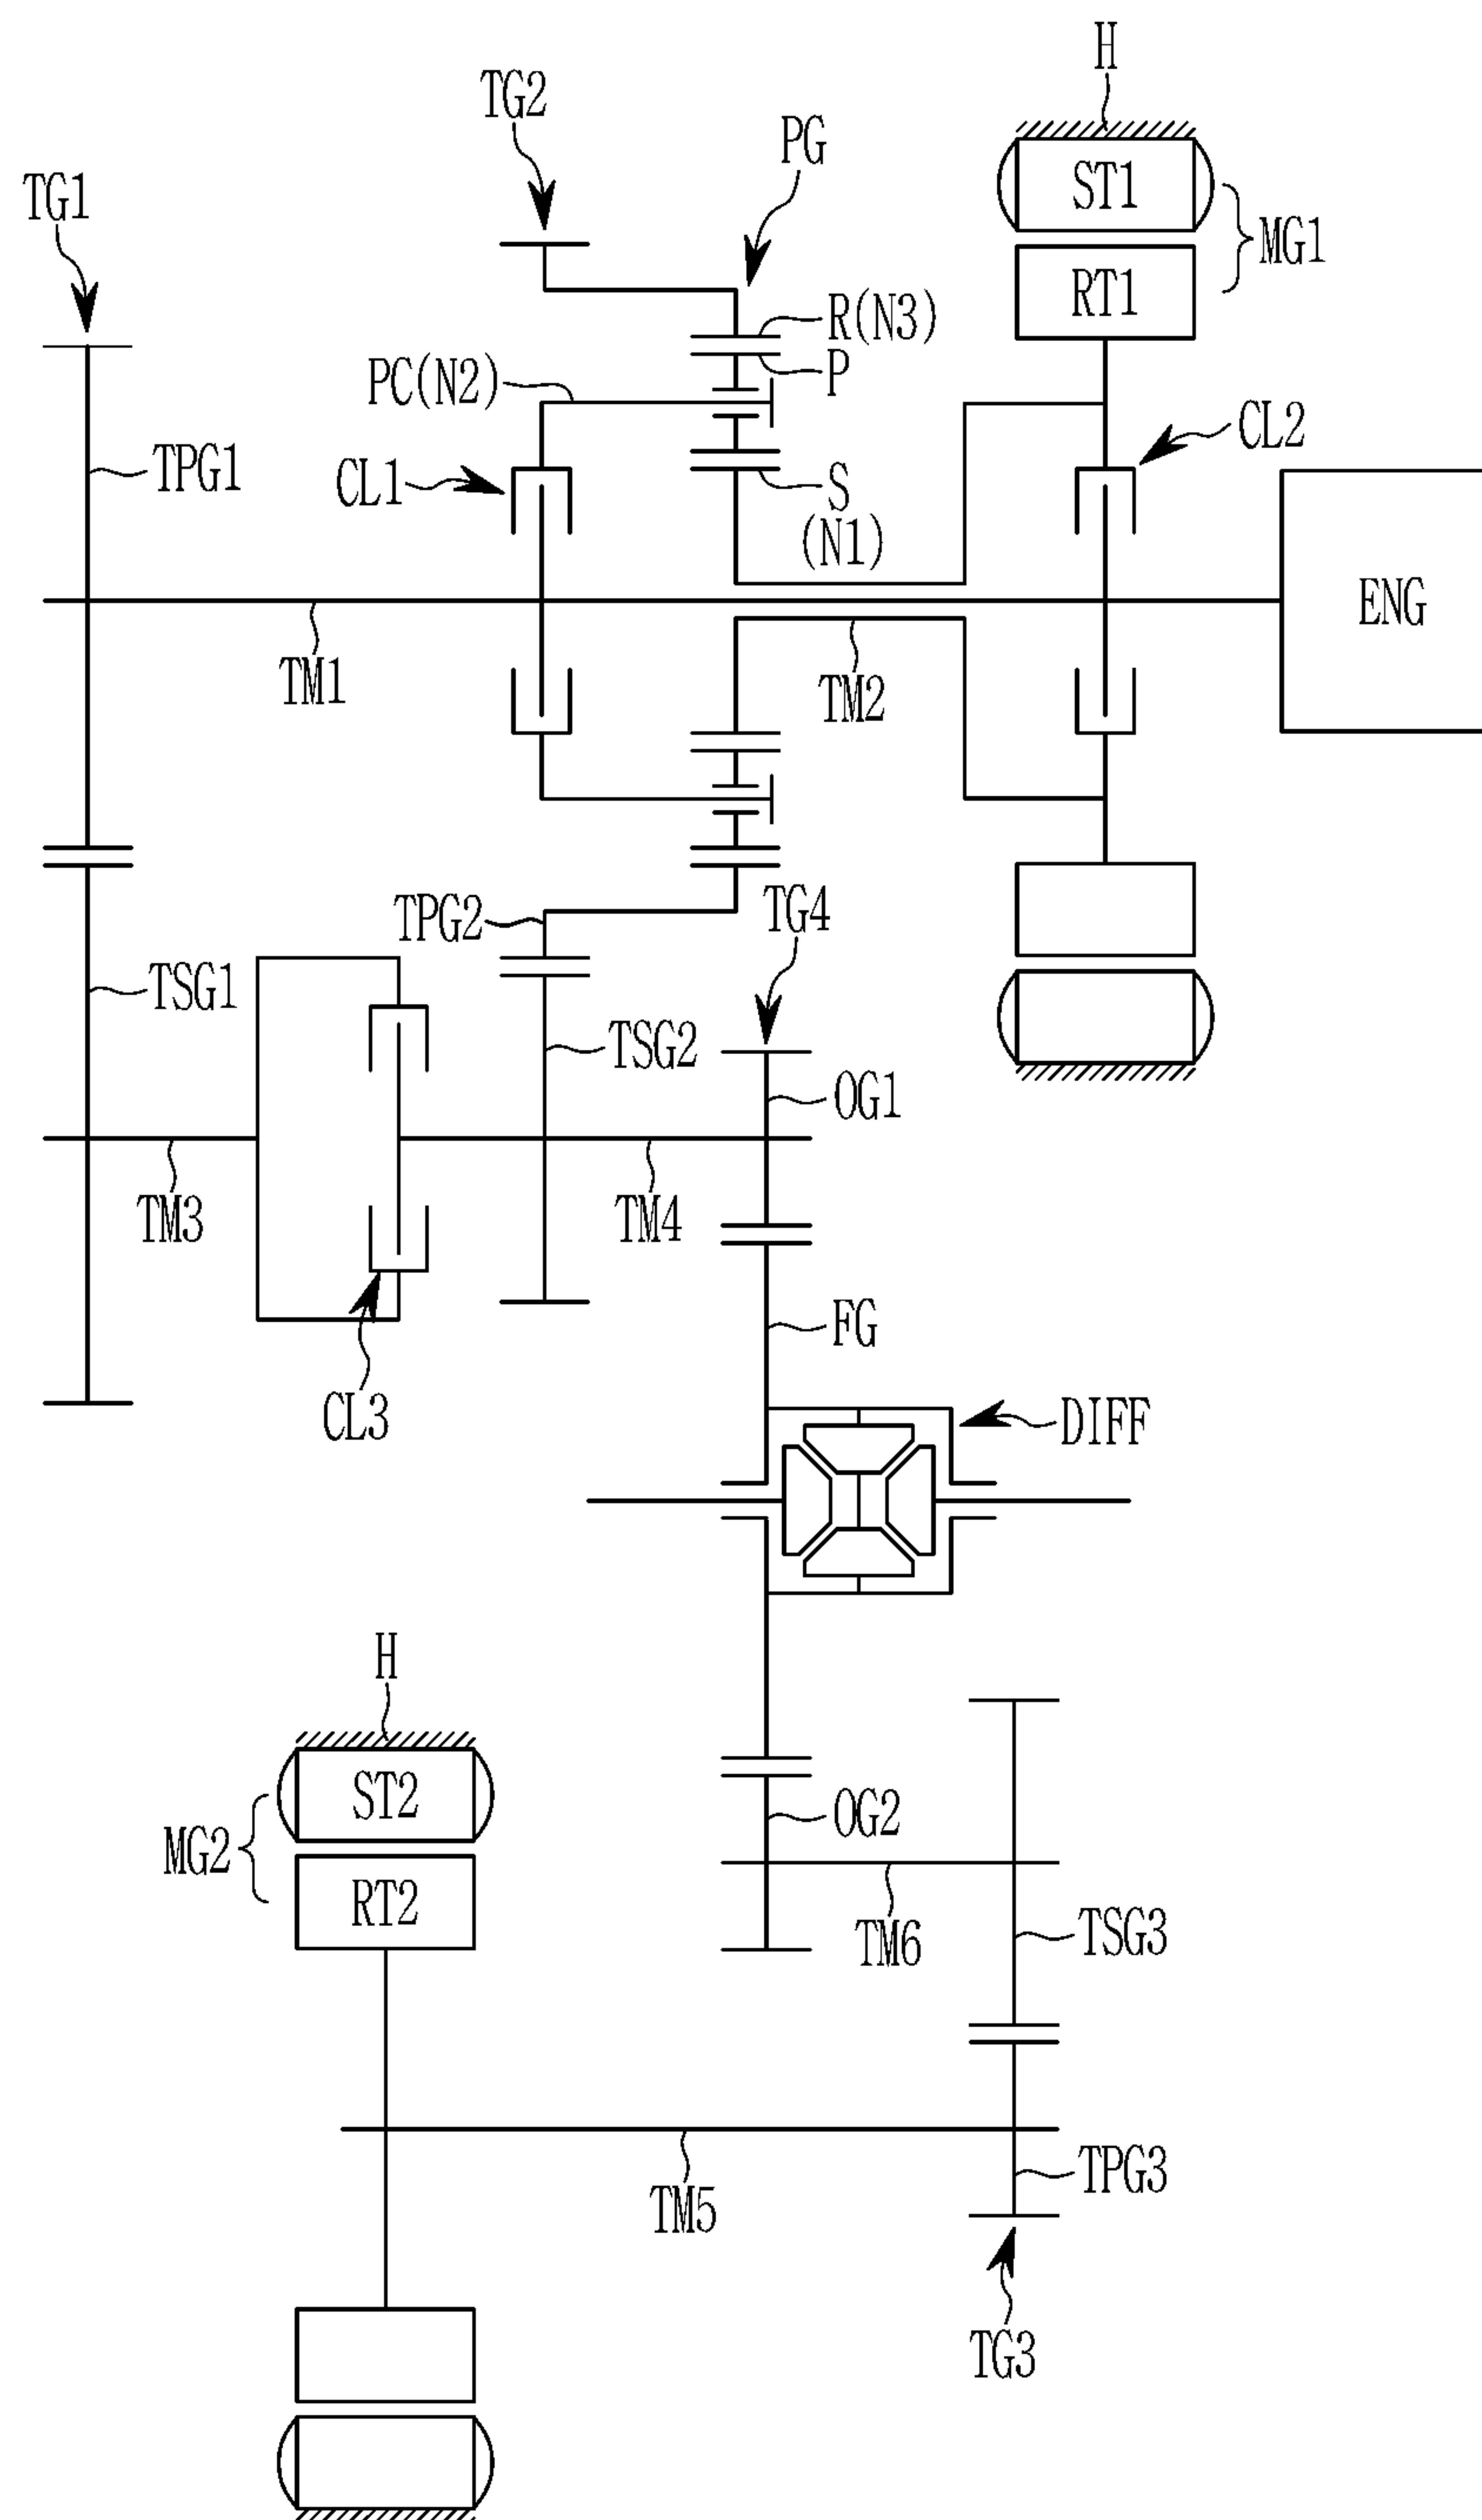 H
TG2
PG
TG1
ST1
MG1
RT1
R(N3)
P
PC(N2)
CL2
TPG1
CL1
S
(N1)
ENG
TM1
TM2
TPG2
TG4
TSG1
TSG2
OG1
TM3
TM4
FG
CL3
DIFF
H
ST2
OG2
MG2
RT2
TM6
TSG3
TPG3
TM5
TG3